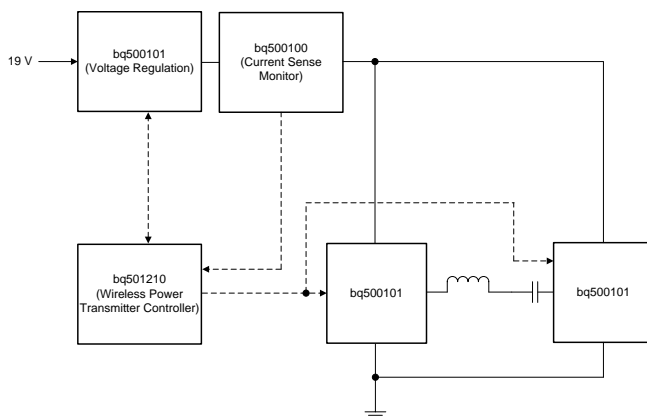 bq500101
(Voltage Regulation)
bq500100
(Current Sense
Monitor)
19 V
bq501210
(Wireless Power
Transmitter Controller)
bq500101
bq500101